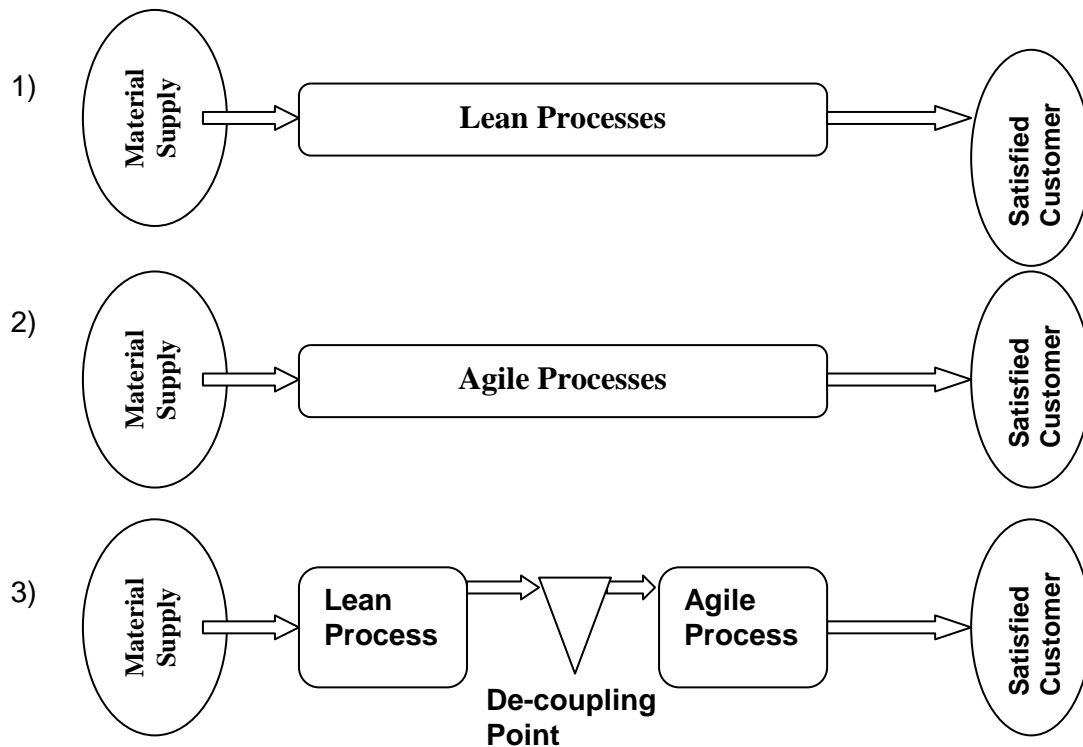 1)
Material
Supply
Lean Processes
Satisfied
Customer
2)
Material
Supply
Agile Processes
Satisfied
Customer
3)
Material
Supply
Lean
Process
De-coupling
Point
Agile
Process
Satisfied
Customer